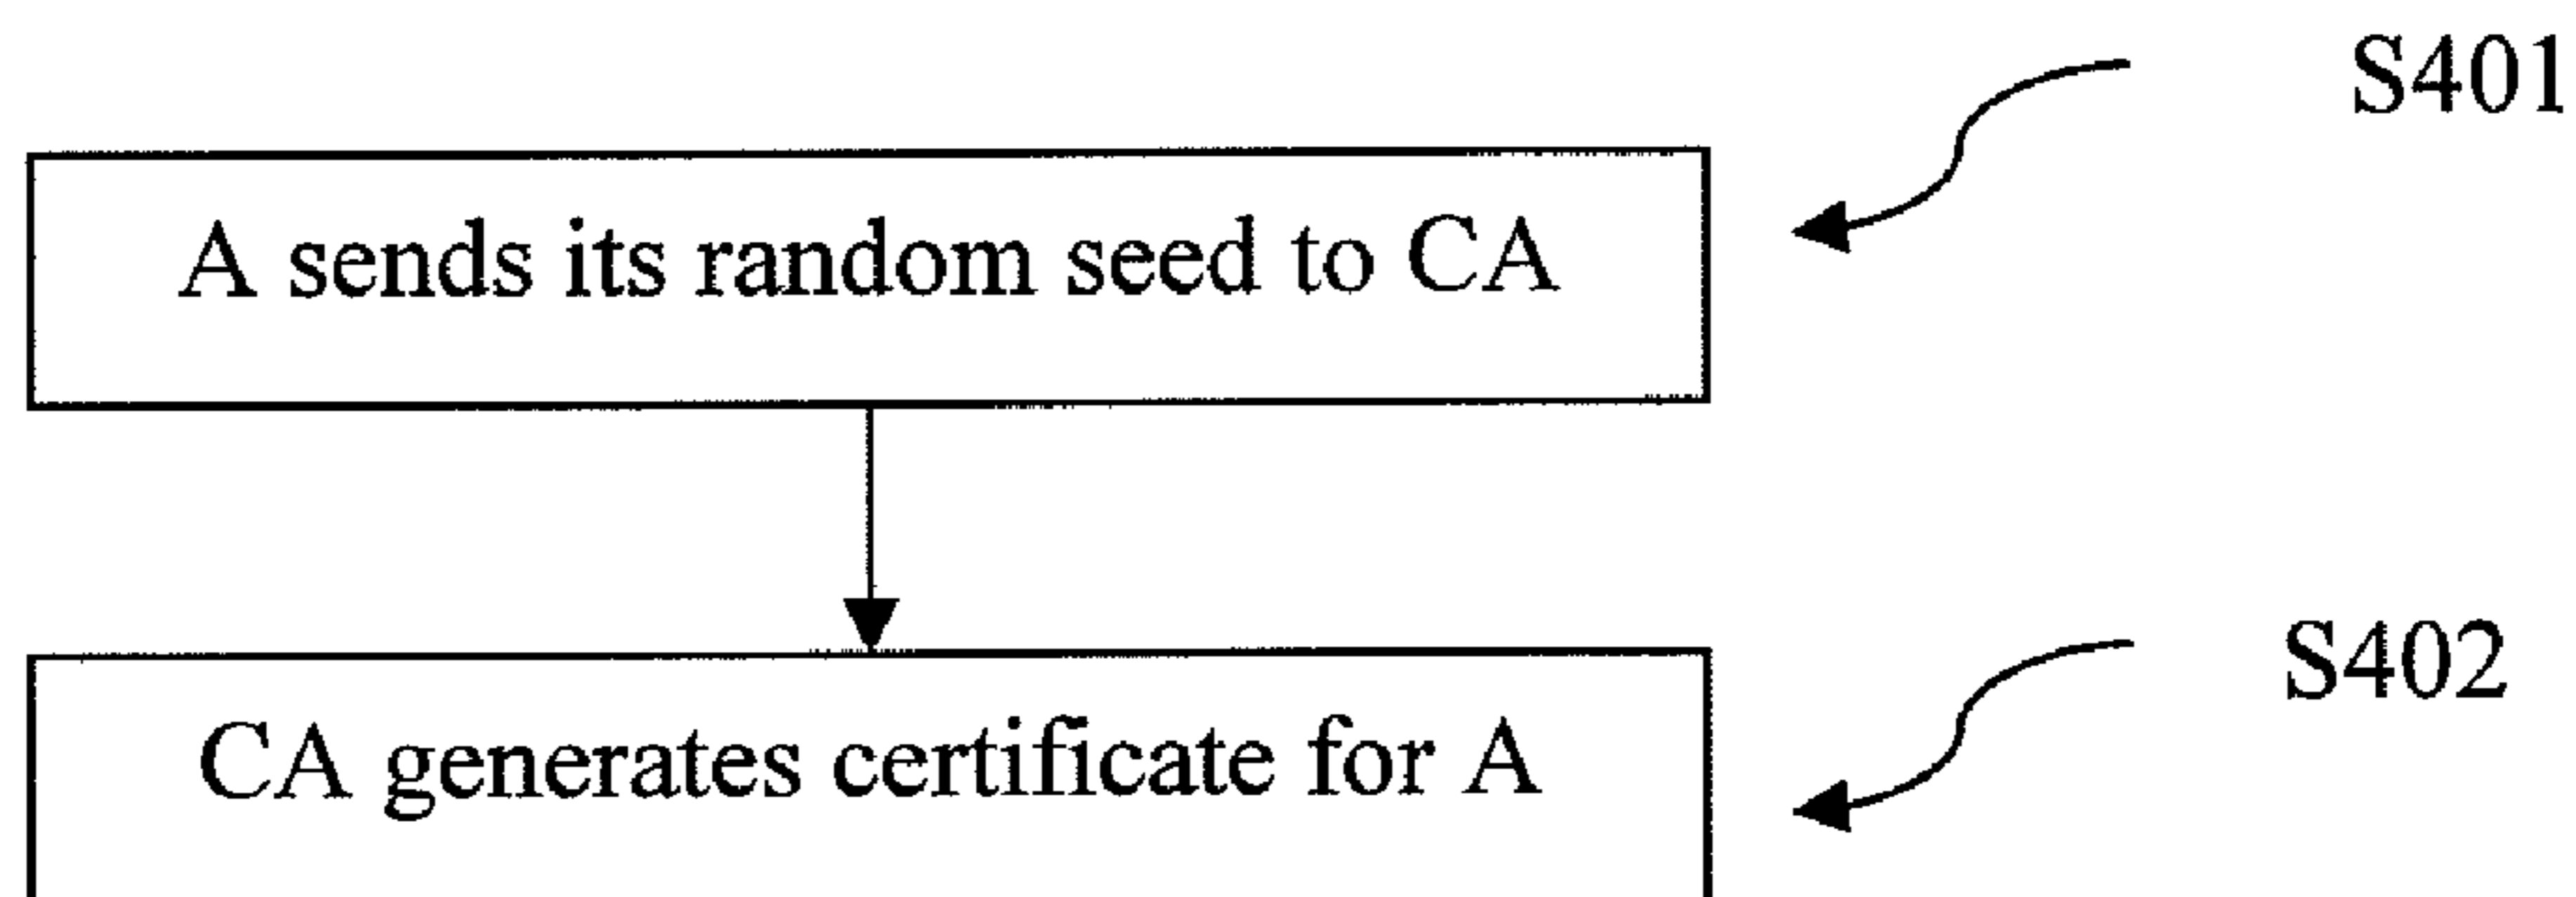 S401
A sends its random seed to CA
S402
CA generates certificate for A